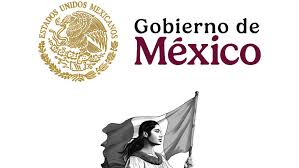 ESTADOS UNIDOS MEXICANOS
Gobierno de
México